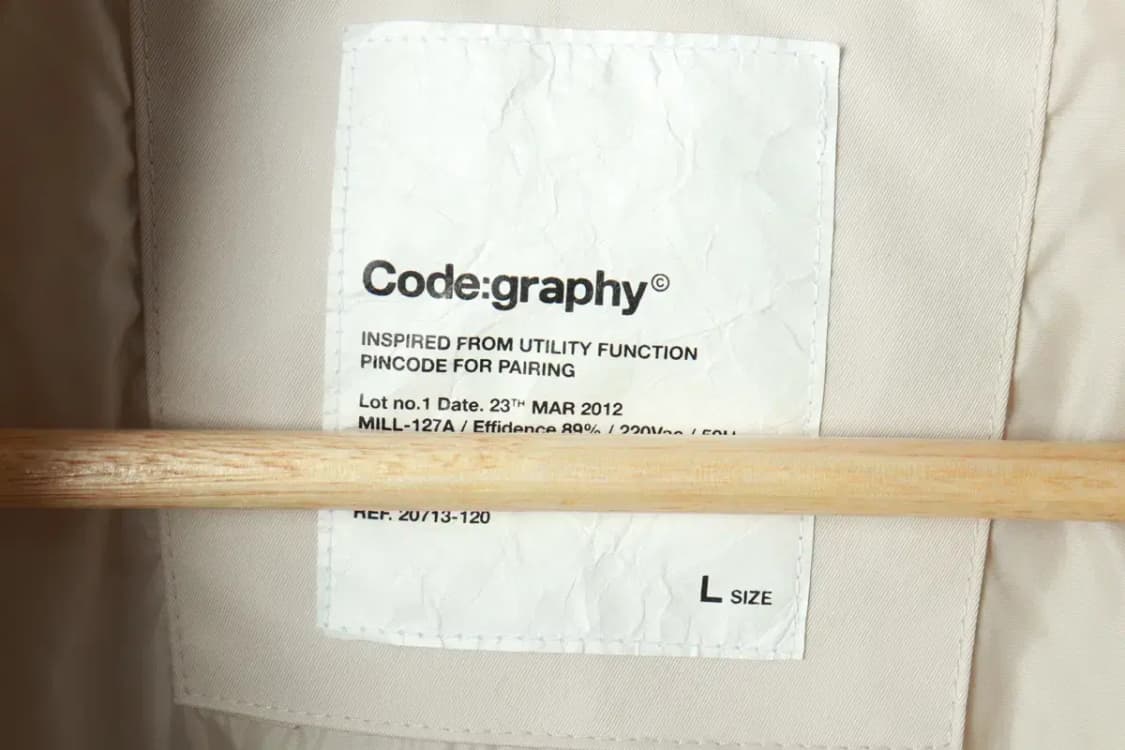 Code:graphy©
INSPIRED FROM UTILITY FUNCTION
PINCODE FOR PAIRING
Lot no.1 Date. 23TH MAR 2012
MILL-127A / Effidence 89% / 220Vac /
REF. 20713-120
L SIZE